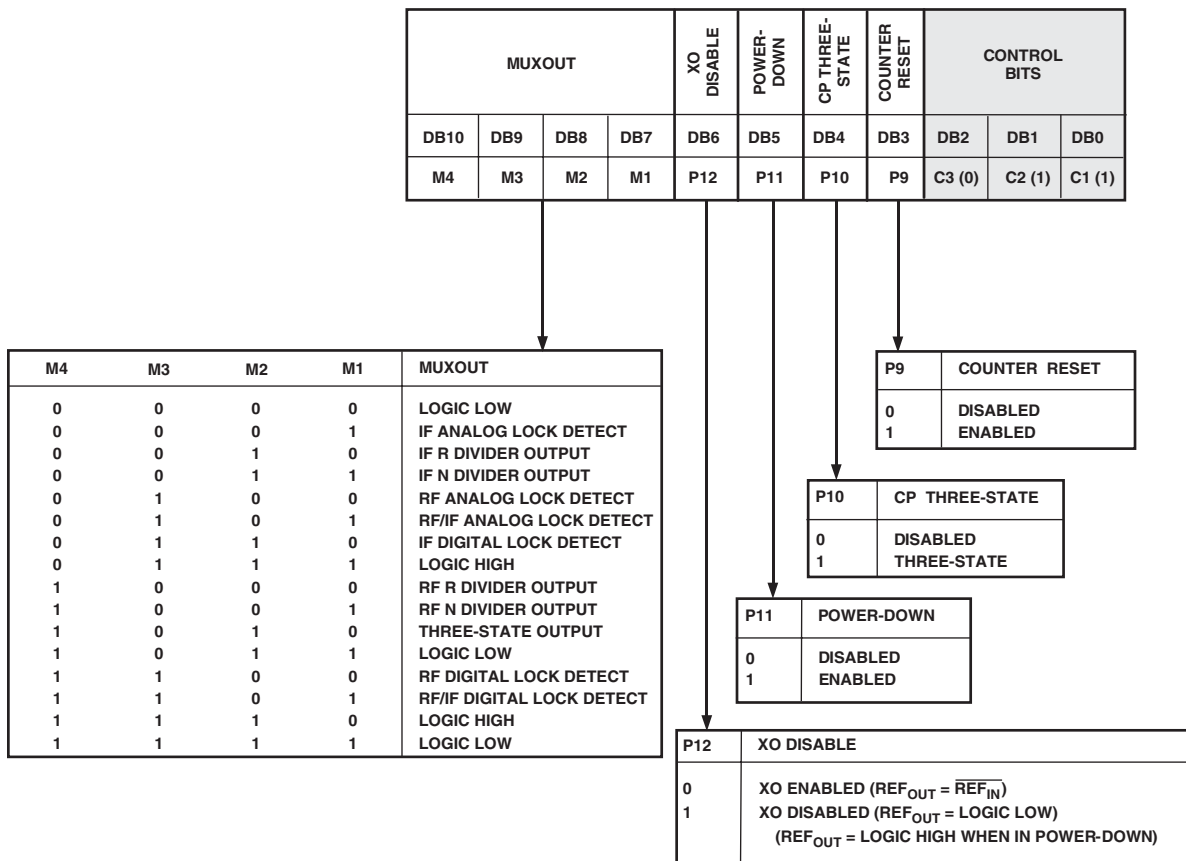 MUXOUT
XO
DISABLE
POWER-
DOWN
CP THREE-
STATE
COUNTER
RESET
CONTROL
BITS
DB10 DB9 DB8 DB7 DB6 DB5 DB4 DB3 DB2 DB1 DB0
M4 M3 M2 M1 P12 P11 P10 P9 C3 (0) C2 (1) C1 (1)
M4 M3 M2 M1 MUXOUT
0 0 0 0 LOGIC LOW
0 0 0 1 IF ANALOG LOCK DETECT
0 0 1 0 IF R DIVIDER OUTPUT
0 0 1 1 IF N DIVIDER OUTPUT
0 1 0 0 RF ANALOG LOCK DETECT
0 1 0 1 RF/IF ANALOG LOCK DETECT
0 1 1 0 IF DIGITAL LOCK DETECT
0 1 1 1 LOGIC HIGH
1 0 0 0 RF R DIVIDER OUTPUT
1 0 0 1 RF N DIVIDER OUTPUT
1 0 1 0 THREE-STATE OUTPUT
1 0 1 1 LOGIC LOW
1 1 0 0 RF DIGITAL LOCK DETECT
1 1 0 1 RF/IF DIGITAL LOCK DETECT
1 1 1 0 LOGIC HIGH
1 1 1 1 LOGIC LOW
P9 COUNTER RESET
0 DISABLED
1 ENABLED
P10 CP THREE-STATE
0 DISABLED
1 THREE-STATE
P11 POWER-DOWN
0 DISABLED
1 ENABLED
P12 XO DISABLE
0 XO ENABLED (REFOUT = R̅E̅F̅I̅N̅)
1 XO DISABLED (REFOUT = LOGIC LOW)
(REFOUT = LOGIC HIGH WHEN IN POWER-DOWN)